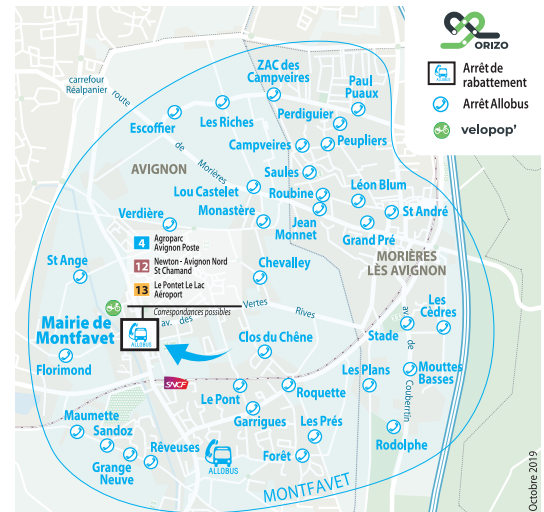 ORIZO
Arrêt de
rabattement
ALLOBUS
Arrêt Allobus
velopop'
carrefour
Réalpanier
route
de
Morières
ZAC des
Campveires
Paul
Puaux
Escoffier
Les Riches
Perdiguier
Campveires
Peupliers
AVIGNON
Saules
Lou Castelet
Roubine
Léon Blum
Verdière
Monastère
Jean
Monnet
St André
Grand Pré
4
Agroparc
Avignon Poste
12
Newton - Avignon Nord
St Chamand
13
Le Pontet Le Lac
Aéroport
Correspondances possibles
St Ange
Chevalley
MORIÈRES
LÈS AVIGNON
av. des
Vertes
Rives
Mairie de
Montfavet
ALLOBUS
Les
Cèdres
Stade
av.
de
Coubertin
Clos du Chêne
Florimond
SNCF
Les Plans
Mouttes
Basses
Le Pont
Roquette
Garrigues
Maumette
Sandoz
Les Prés
Rodolphe
Grange
Neuve
Rêveuses
ALLOBUS
Forêt
MONTFAVET
Octobre 2019